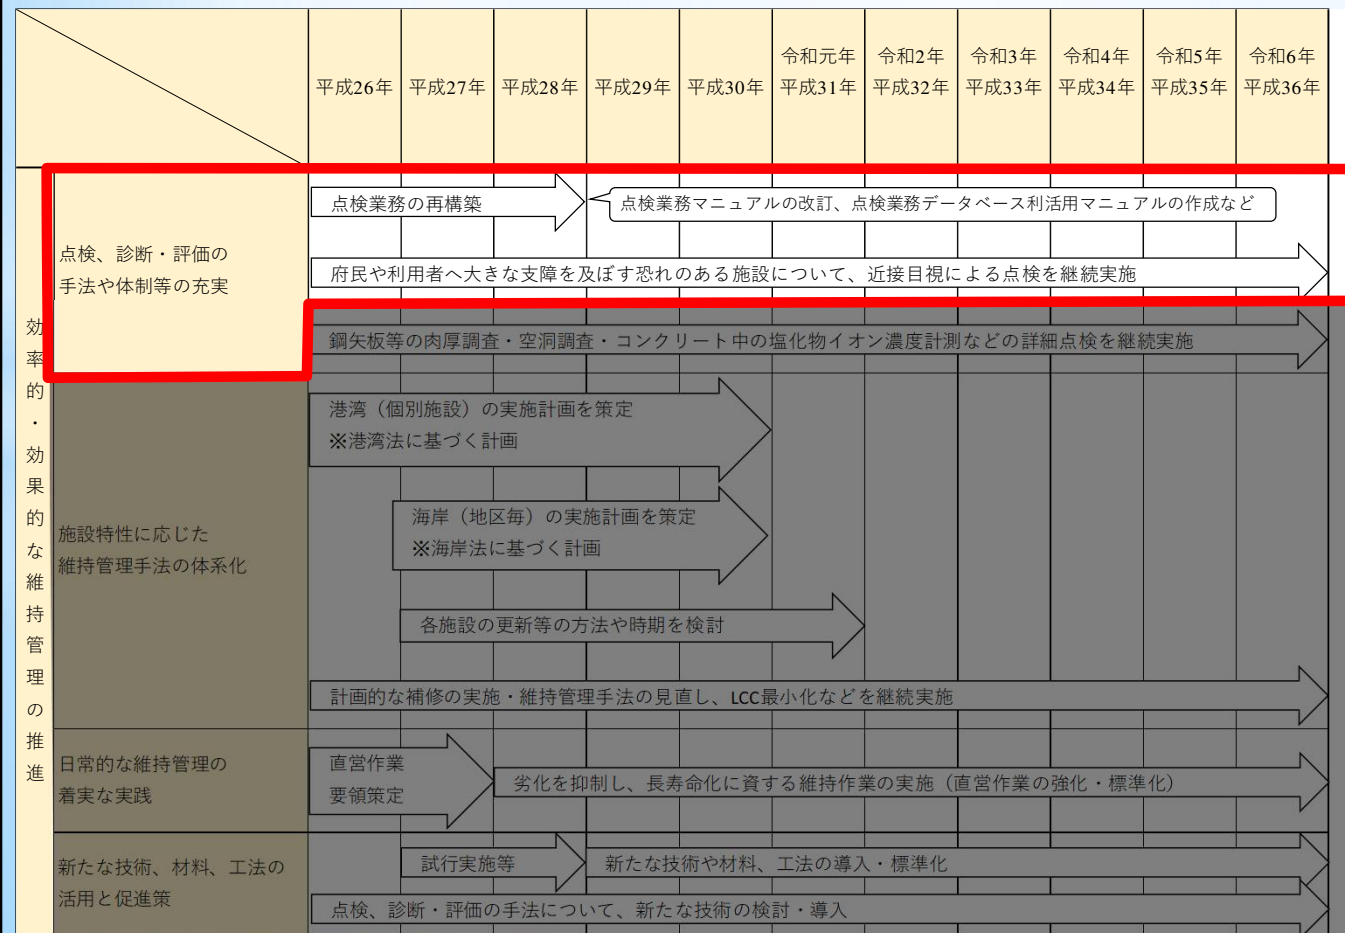 令和元年 令和2年 令和3年 令和4年 令和5年 令和6年
平成26年 平成27年 平成28年 平成29年 平成30年 平成31年 平成32年 平成33年 平成34年 平成35年 平成36年
効率的・効果的な維持管理の推進
点検、診断・評価の
手法や体制等の充実
点検業務の再構築
点検業務マニュアルの改訂、点検業務データベース利活用マニュアルの作成など
府民や利用者へ大きな支障を及ぼす恐れのある施設について、近接目視による点検を継続実施
鋼矢板等の肉厚調査・空洞調査・コンクリート中の塩化物イオン濃度計測などの詳細点検を継続実施
施設特性に応じた
維持管理手法の体系化
港湾（個別施設）の実施計画を策定
※港湾法に基づく計画
海岸（地区毎）の実施計画を策定
※海岸法に基づく計画
各施設の更新等の方法や時期を検討
計画的な補修の実施・維持管理手法の見直し、LCC最小化などを継続実施
日常的な維持管理の
着実な実践
直営作業
要領策定
劣化を抑制し、長寿命化に資する維持作業の実施（直営作業の強化・標準化）
新たな技術、材料、工法の
活用と促進策
試行実施等
新たな技術や材料、工法の導入・標準化
点検、診断・評価の手法について、新たな技術の検討・導入